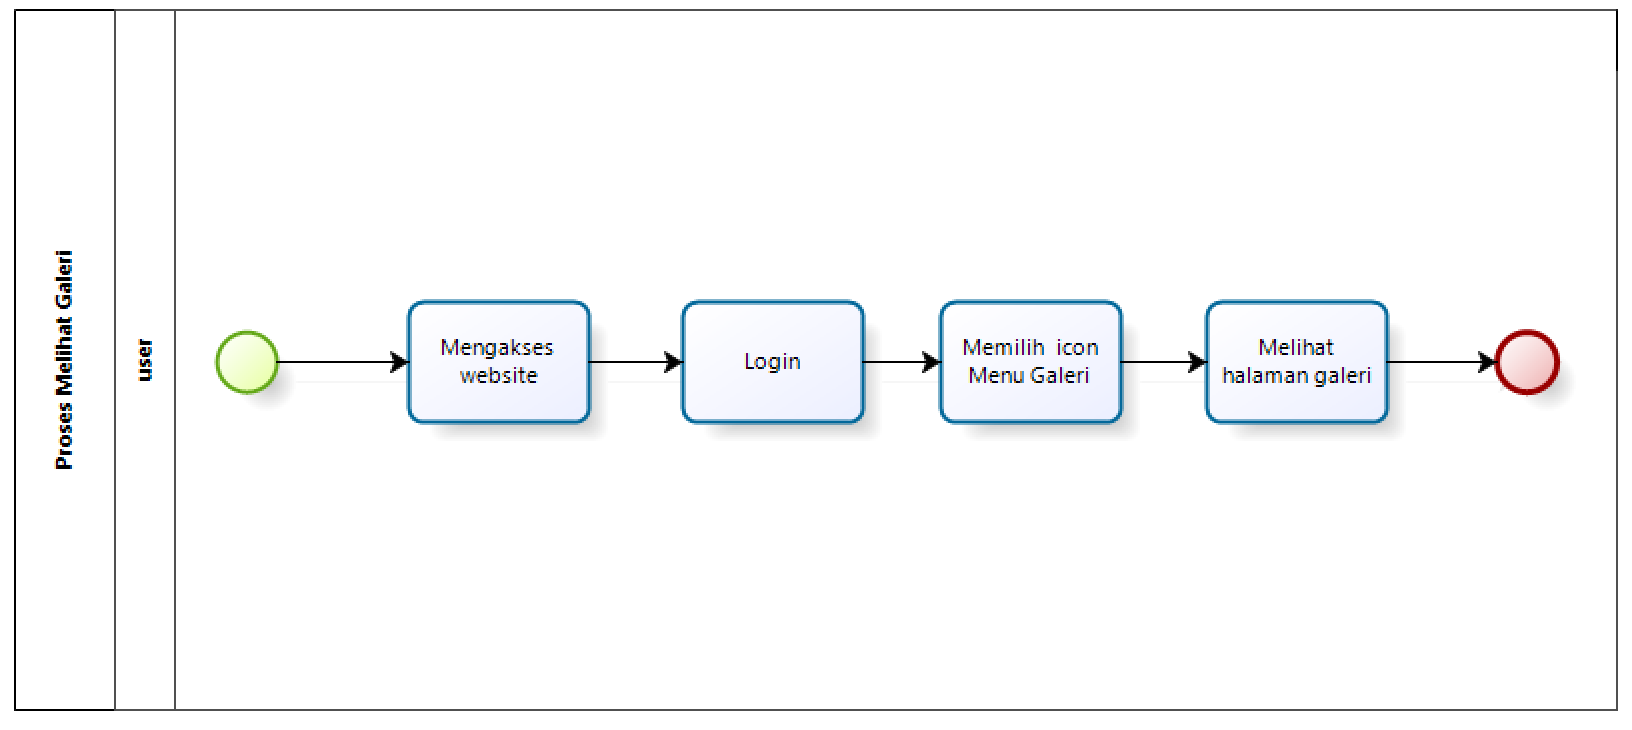 Proses Melihat Galeri
user
Mengakses
website
Login
Memilih  icon
Menu Galeri
Melihat
halaman galeri